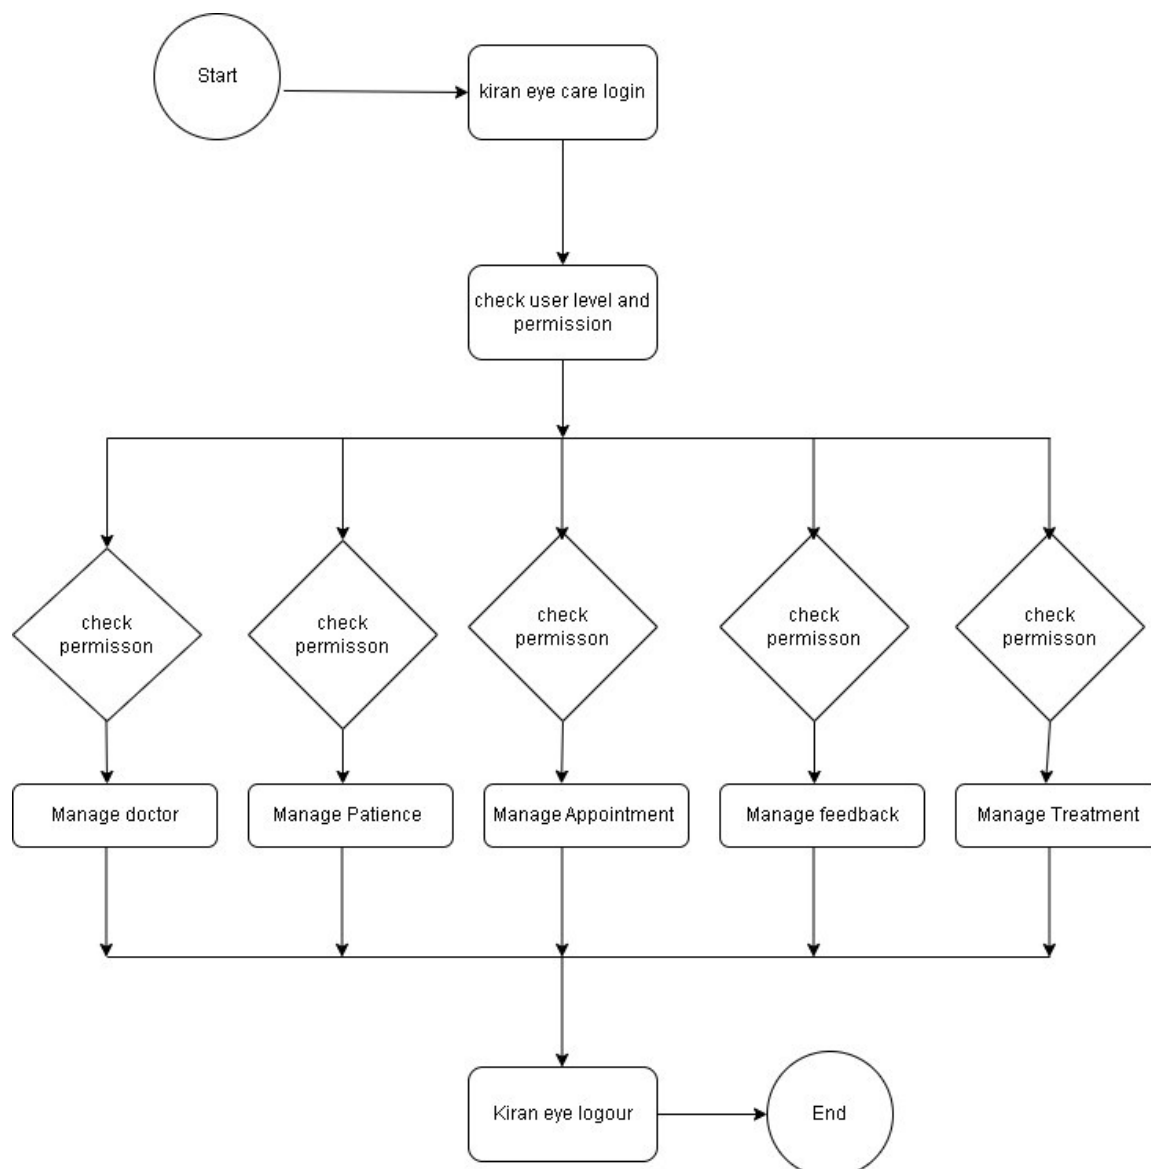 Start
kiran eye care login
check user level and
permission
check
permisson
check
permisson
check
permisson
check
permisson
check
permisson
Manage doctor
Manage Patience
Manage Appointment
Manage feedback
Manage Treatment
Kiran eye logour
End